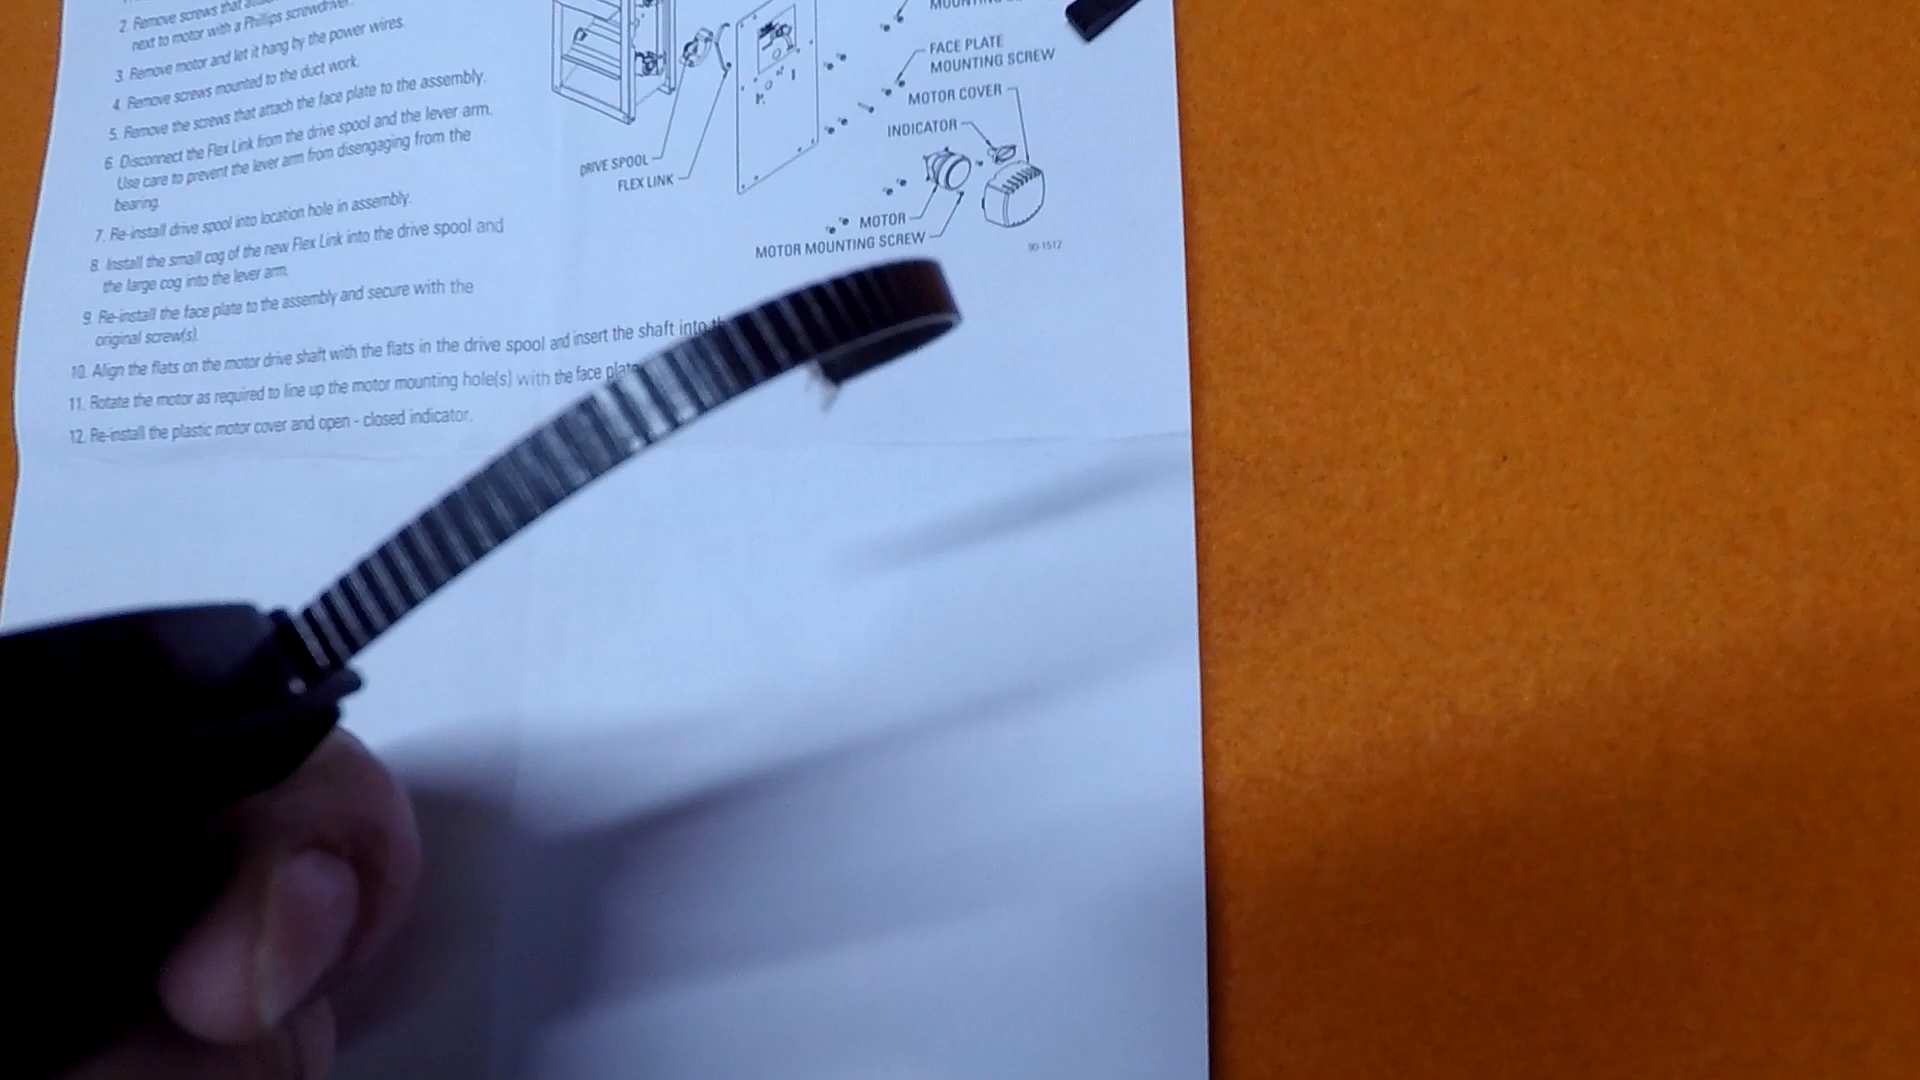 2. Remove screws that
next to motor with a Phillips screwdriver.
3. Remove motor and let it hang by the power wires.
4. Remove screws mounted to the duct work.
5. Remove the screws that attach the face plate to the assembly.
6. Disconnect the Flex Link from the drive spool and the lever arm.
Use care to prevent the lever arm from disengaging from the
bearing.
7. Re-install drive spool into location hole in assembly.
8. Install the small cog of the new Flex Link into the drive spool and
the large cog into the lever arm.
9. Re-install the face plate to the assembly and secure with the
original screw(s).
10. Align the flats on the motor drive shaft with the flats in the drive spool and insert the shaft into
11. Rotate the motor as required to line up the motor mounting hole(s) with the face plate
12. Re-install the plastic motor cover and open - closed indicator.
FACE PLATE
MOUNTING SCREW
MOTOR COVER
INDICATOR
DRIVE SPOOL
FLEX LINK
MOTOR
MOTOR MOUNTING SCREW
90-1512